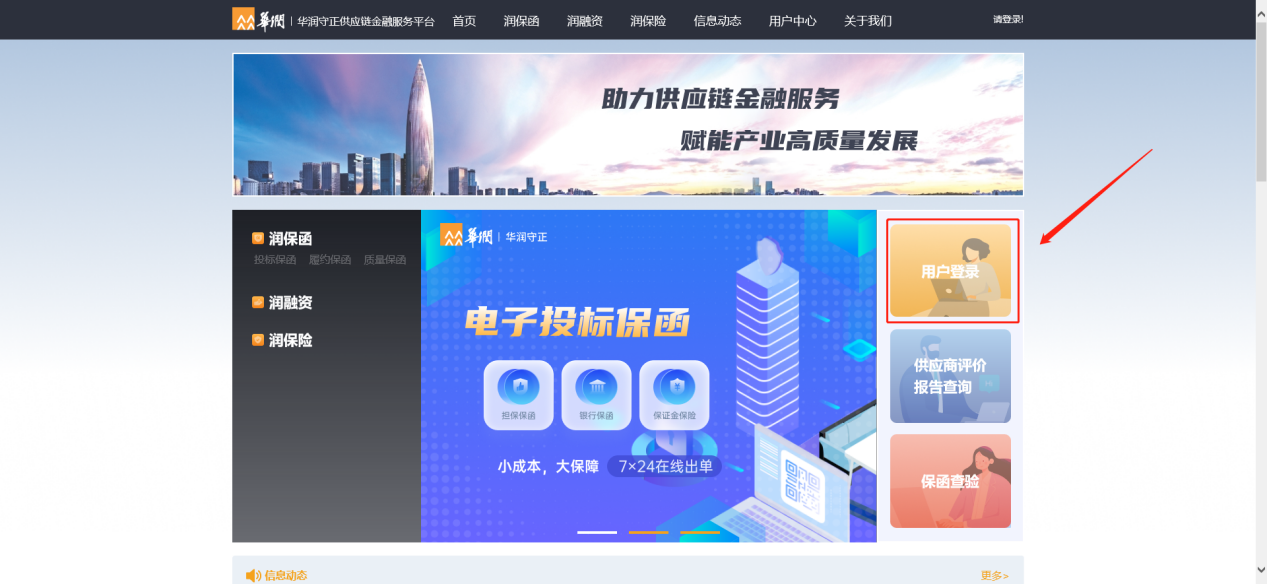 華潤 | 华润守正供应链金融服务平台 首页 润保函 润融资 润保险 信息动态 用户中心 关于我们 请登录!
助力供应链金融服务
赋能产业高质量发展
润保函
投标保函 履约保函 质量保函
润融资
润保险
華潤 | 华润守正
电子投标保函
担保保函 银行保函 保证金保险
小成本，大保障 7×24在线出单
用户登录
供应商评价
报告查询
保函查验
信息动态 更多>